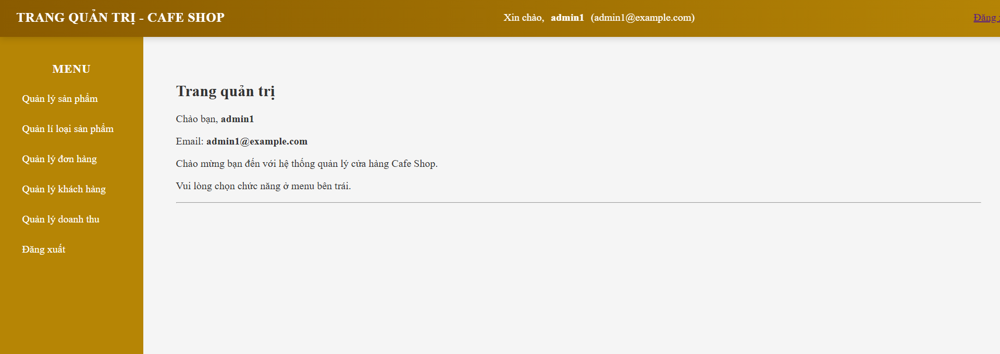 TRANG QUẢN TRỊ - CAFE SHOP
Xin chào, admin1 (admin1@example.com)
Đăng
MENU
Quản lý sản phẩm
Quản lí loại sản phẩm
Quản lý đơn hàng
Quản lý khách hàng
Quản lý doanh thu
Đăng xuất
Trang quản trị
Chào bạn, admin1
Email: admin1@example.com
Chào mừng bạn đến với hệ thống quản lý cửa hàng Cafe Shop.
Vui lòng chọn chức năng ở menu bên trái.